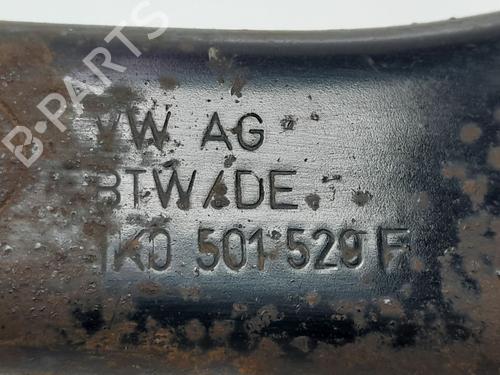 B-PARTS
VW AG
BTW/DE
1K0 501 529 F